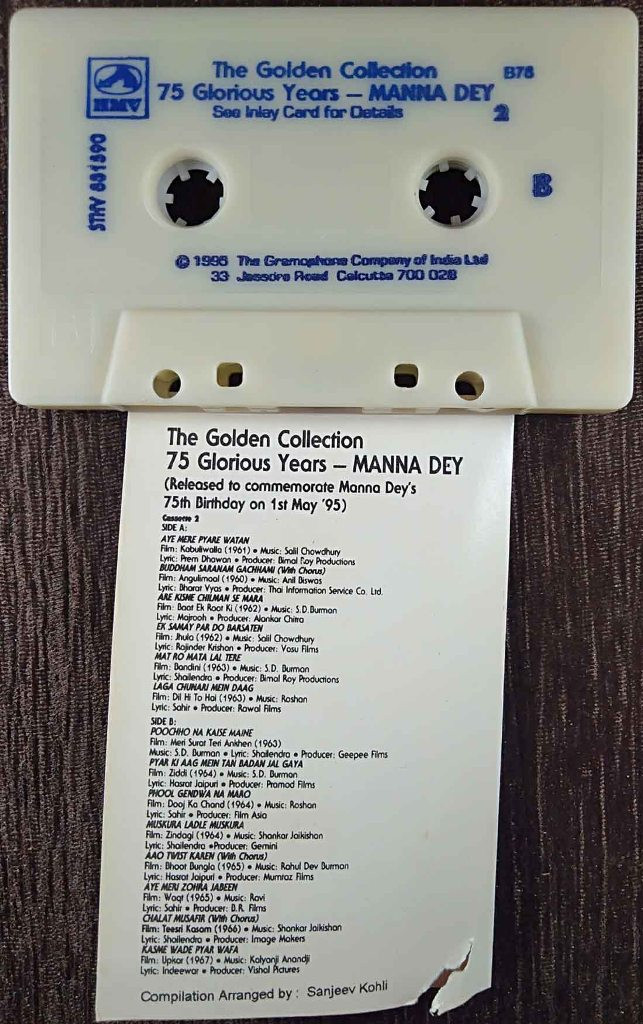 The Golden Collection B76
75 Glorious Years – MANNA DEY
See Inlay Card for Details 2
HMV
STHV 881890
B
© 1995 The Gramophone Company of India Ltd
33 Jessore Road Calcutta 700 028
The Golden Collection
75 Glorious Years – MANNA DEY
(Released to commemorate Manna Dey's
75th Birthday on 1st May '95)
Cassette 2
SIDE A:
AYE MERE PYARE WATAN
Film: Kabuliwalla (1961) • Music: Salil Chowdhury
Lyric: Prem Dhawan • Producer: Bimal Roy Productions
BUDDHAM SARANAM GACHHAMI (With Chorus)
Film: Angulimaal (1960) • Music: Anil Biswas
Lyric: Bharat Vyas • Producer: Thai Information Service Co. Ltd.
ARE KISNE CHILMAN SE MARA
Film: Baat Ek Raat Ki (1962) • Music: S.D. Burman
Lyric: Majrooh • Producer: Alankar Chitra
EK SAMAY PAR DO BARSATEN
Film: Jhula (1962) • Music: Salil Chowdhury
Lyric: Rajinder Krishan • Producer: Vasu Films
MAT RO MATA LAL TERE
Film: Bandini (1963) • Music: S.D. Burman
Lyric: Shailendra • Producer: Bimal Roy Productions
LAGA CHUNARI MEIN DAAG
Film: Dil Hi To Hai (1963) • Music: Roshan
Lyric: Sahir • Producer: Rawal Films
SIDE B:
POOCHHO NA KAISE MAINE
Film: Meri Surat Teri Ankhen (1963)
Music: S.D. Burman • Lyric: Shailendra • Producer: Geepee Films
PYAR KI AAG MEIN TAN BADAN JAL GAYA
Film: Ziddi (1964) • Music: S.D. Burman
Lyric: Hasrat Jaipuri • Producer: Pramod Films
PHOOL GENDWA NA MARO
Film: Dooj Ka Chand (1964) • Music: Roshan
Lyric: Sahir • Producer: Film Asia
MUSKURA LADLE MUSKURA
Film: Zindagi (1964) • Music: Shankar Jaikishan
Lyric: Shailendra • Producer: Gemini
AAO TWIST KAREN (With Chorus)
Film: Bhoot Bungla (1965) • Music: Rahul Dev Burman
Lyric: Hasrat Jaipuri • Producer: Mumtaz Films
AYE MERI ZOHRA JABEEN
Film: Waqt (1965) • Music: Ravi
Lyric: Sahir • Producer: B.R. Films
CHALAT MUSAFIR (With Chorus)
Film: Teesri Kasam (1966) • Music: Shankar Jaikishan
Lyric: Shailendra • Producer: Image Makers
KASME WADE PYAR WAFA
Film: Upkar (1967) • Music: Kalyanji Anandji
Lyric: Indeewar • Producer: Vishal Pictures
Compilation Arranged by : Sanjeev Kohli